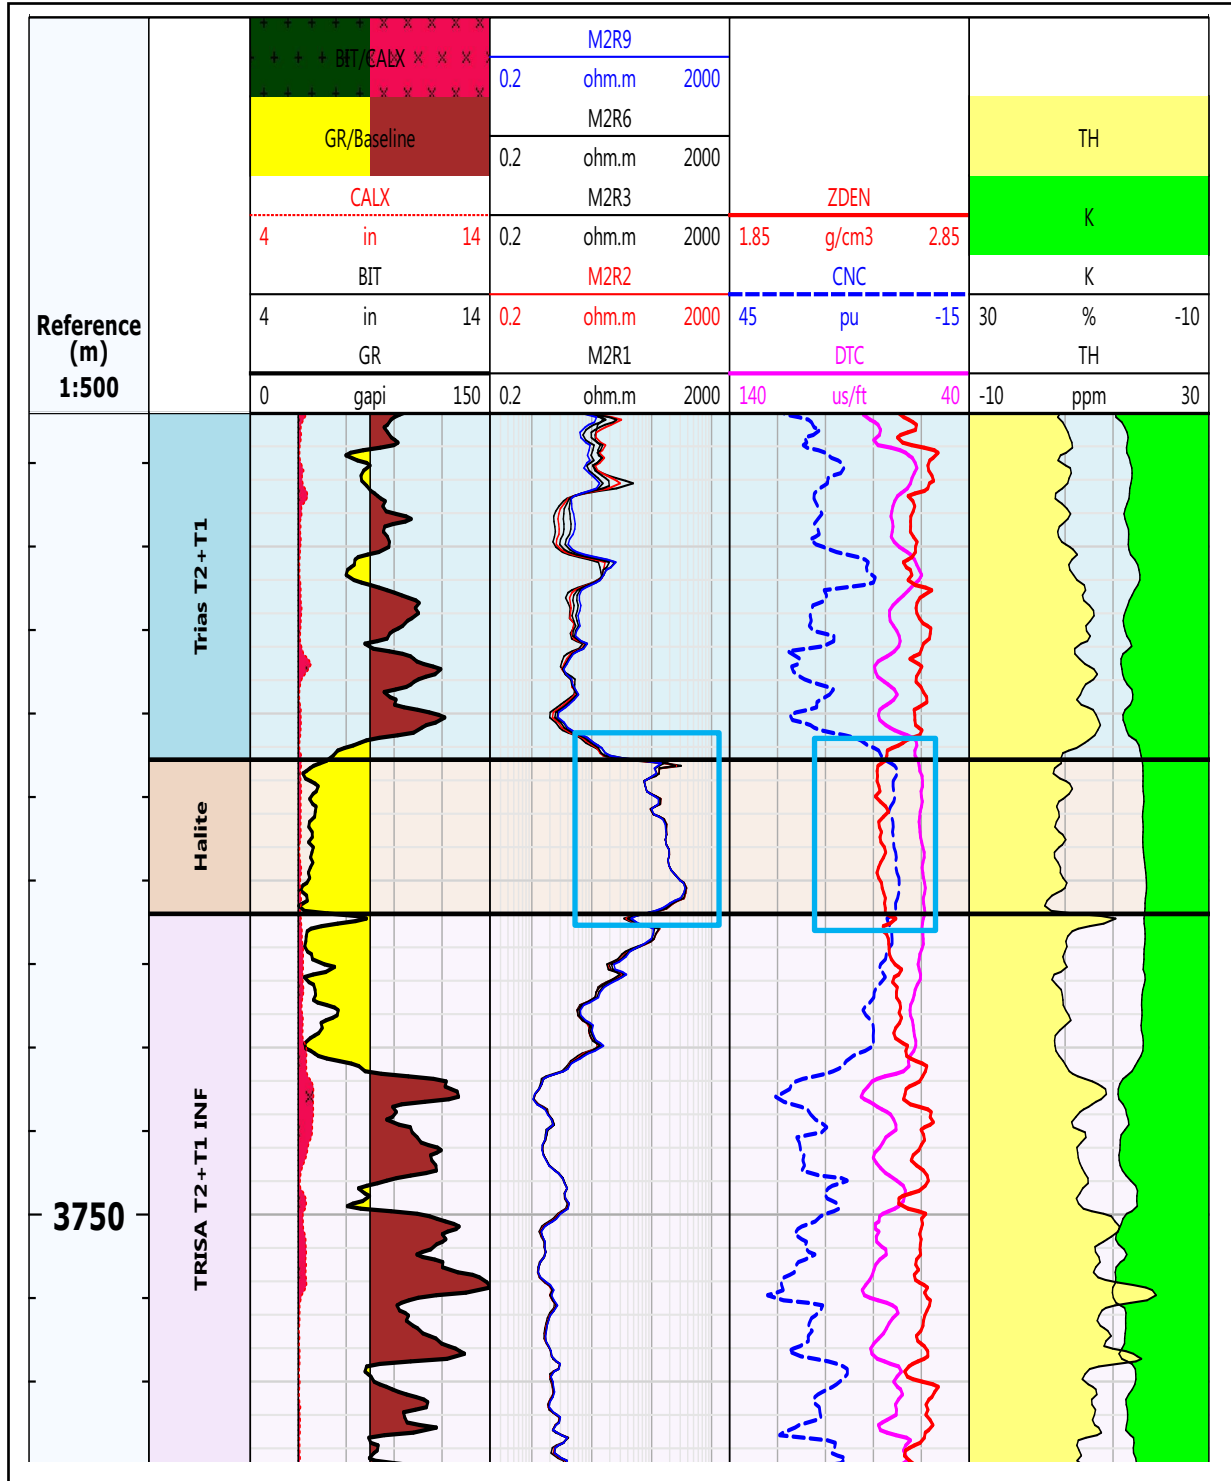 Reference
(m)
1:500
BIT/CALX
GR/Baseline
CALX
4 in 14
BIT
4 in 14
GR
0 gapi 150
M2R9
0.2 ohm.m 2000
M2R6
0.2 ohm.m 2000
M2R3
0.2 ohm.m 2000
M2R2
0.2 ohm.m 2000
M2R1
0.2 ohm.m 2000
ZDEN
1.85 g/cm3 2.85
CNC
45 pu -15
DTC
140 us/ft 40
TH
K
K
30 % -10
TH
-10 ppm 30
Trias T2+T1
Halite
TRISA T2+T1 INF
3750